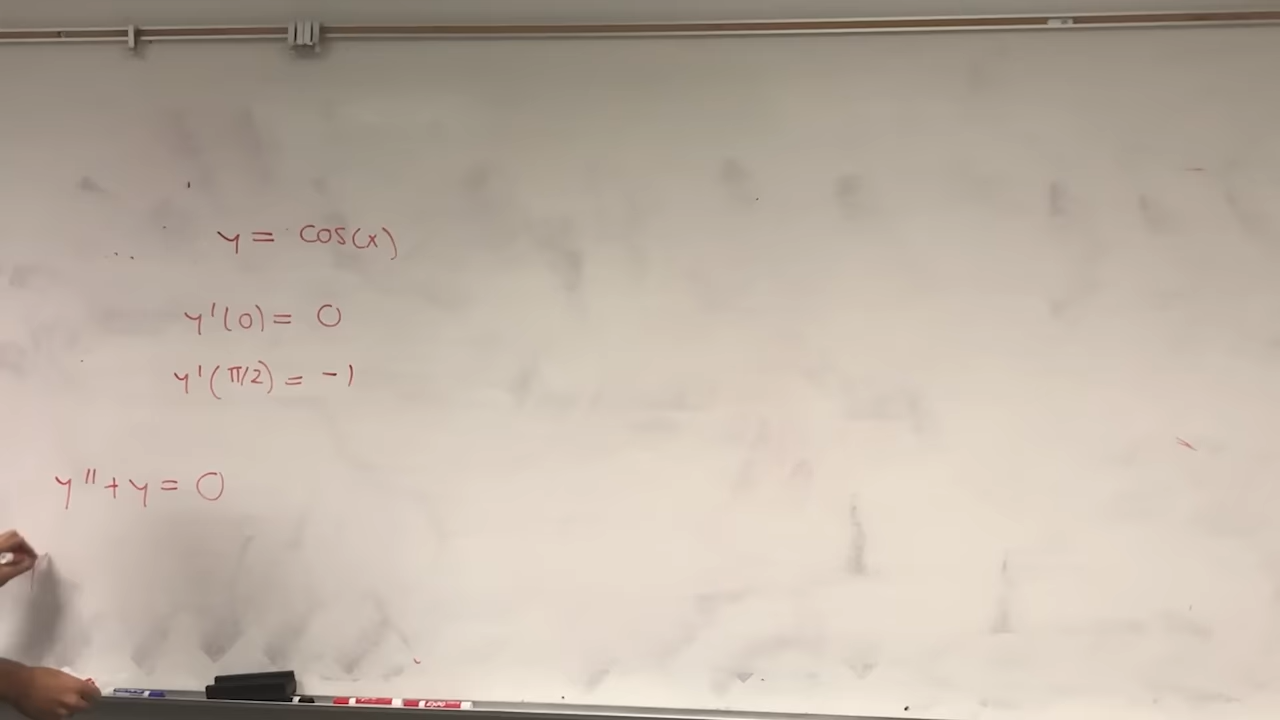 y = cos(x)
y'(0) = 0
y'(π/2) = -1
y'' + y = 0